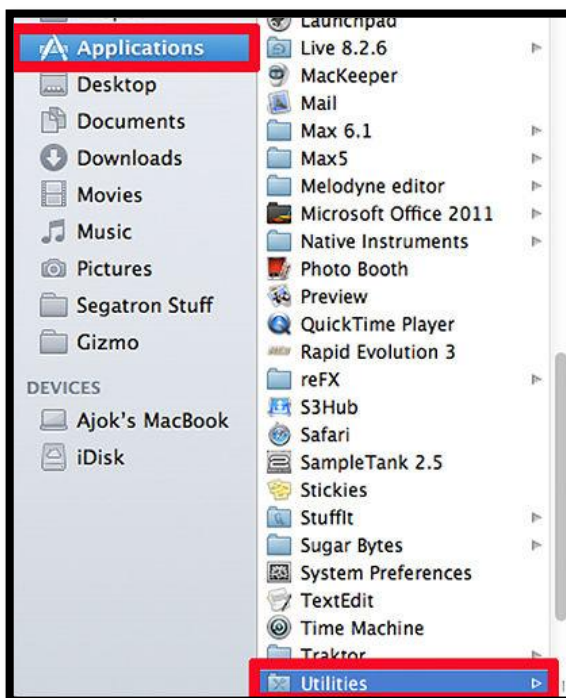 Applications
Desktop
Documents
Downloads
Movies
Music
Pictures
Segatron Stuff
Gizmo
DEVICES
Ajok's MacBook
iDisk
Launchpad
Live 8.2.6
MacKeeper
Mail
Max 6.1
Max5
Melodyne editor
Microsoft Office 2011
Native Instruments
Photo Booth
Preview
QuickTime Player
Rapid Evolution 3
reFX
S3Hub
Safari
SampleTank 2.5
Stickies
StuffIt
Sugar Bytes
System Preferences
TextEdit
Time Machine
Traktor
Utilities